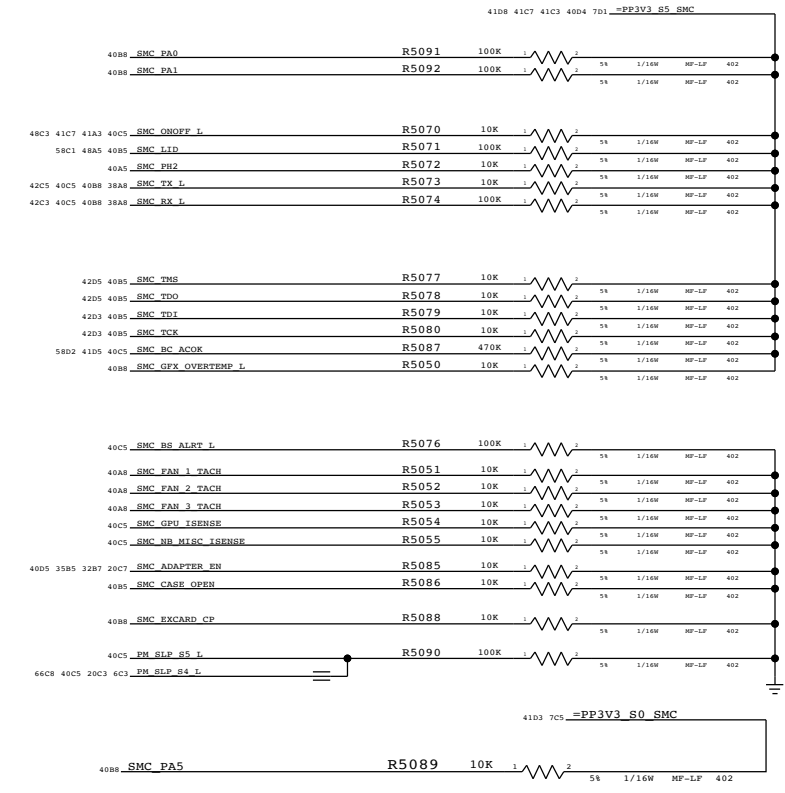 41D8 41C7 41C3 40D4 7D1 =PP3V3_S5_SMC
40B8 SMC_PA0 R5091 100K 1 2 5% 1/16W MF-LF 402
40B8 SMC_PA1 R5092 100K 1 2 5% 1/16W MF-LF 402
48C3 41C7 41A3 40C5 SMC_ONOFF_L R5070 10K 1 2 5% 1/16W MF-LF 402
58C1 48A5 40B5 SMC_LID R5071 100K 1 2 5% 1/16W MF-LF 402
40A5 SMC_PH2 R5072 10K 1 2 5% 1/16W MF-LF 402
42C5 40C5 40B8 38A8 SMC_TX_L R5073 10K 1 2 5% 1/16W MF-LF 402
42C3 40C5 40B8 38A8 SMC_RX_L R5074 100K 1 2 5% 1/16W MF-LF 402
42D5 40B5 SMC_TMS R5077 10K 1 2 5% 1/16W MF-LF 402
42D5 40B5 SMC_TDO R5078 10K 1 2 5% 1/16W MF-LF 402
42D3 40B5 SMC_TDI R5079 10K 1 2 5% 1/16W MF-LF 402
42D3 40B5 SMC_TCK R5080 10K 1 2 5% 1/16W MF-LF 402
58D2 41D5 40C5 SMC_BC_ACOK R5087 470K 1 2 5% 1/16W MF-LF 402
40B8 SMC_GFX_OVERTEMP_L R5050 10K 1 2 5% 1/16W MF-LF 402
40C5 SMC_BS_ALRT_L R5076 100K 1 2 5% 1/16W MF-LF 402
40A8 SMC_FAN_1_TACH R5051 10K 1 2 5% 1/16W MF-LF 402
40A8 SMC_FAN_2_TACH R5052 10K 1 2 5% 1/16W MF-LF 402
40A8 SMC_FAN_3_TACH R5053 10K 1 2 5% 1/16W MF-LF 402
40C5 SMC_GPU_ISENSE R5054 10K 1 2 5% 1/16W MF-LF 402
40C5 SMC_NB_MISC_ISENSE R5055 10K 1 2 5% 1/16W MF-LF 402
40D5 35B5 32B7 20C7 SMC_ADAPTER_EN R5085 10K 1 2 5% 1/16W MF-LF 402
40B5 SMC_CASE_OPEN R5086 10K 1 2 5% 1/16W MF-LF 402
40B8 SMC_EXCARD_CP R5088 10K 1 2 5% 1/16W MF-LF 402
40C5 PM_SLP_S5_L R5090 100K 1 2 5% 1/16W MF-LF 402
66C8 40C5 20C3 6C3 PM_SLP_S4_L
41D3 7C5 =PP3V3_S0_SMC
40B8 SMC_PA5 R5089 10K 1 2 5% 1/16W MF-LF 402